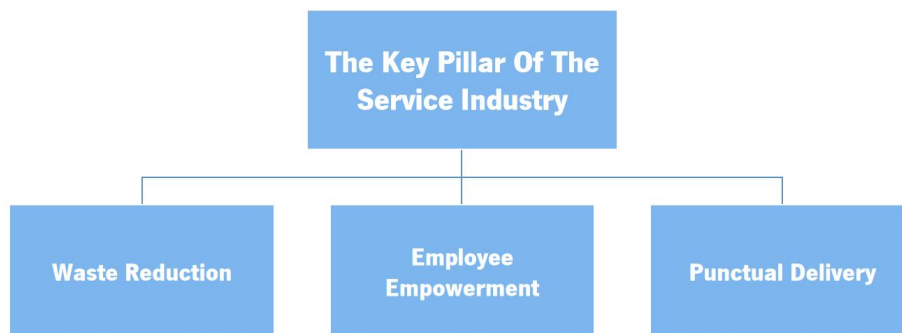 The Key Pillar Of The
Service Industry
Waste Reduction
Employee
Empowerment
Punctual Delivery